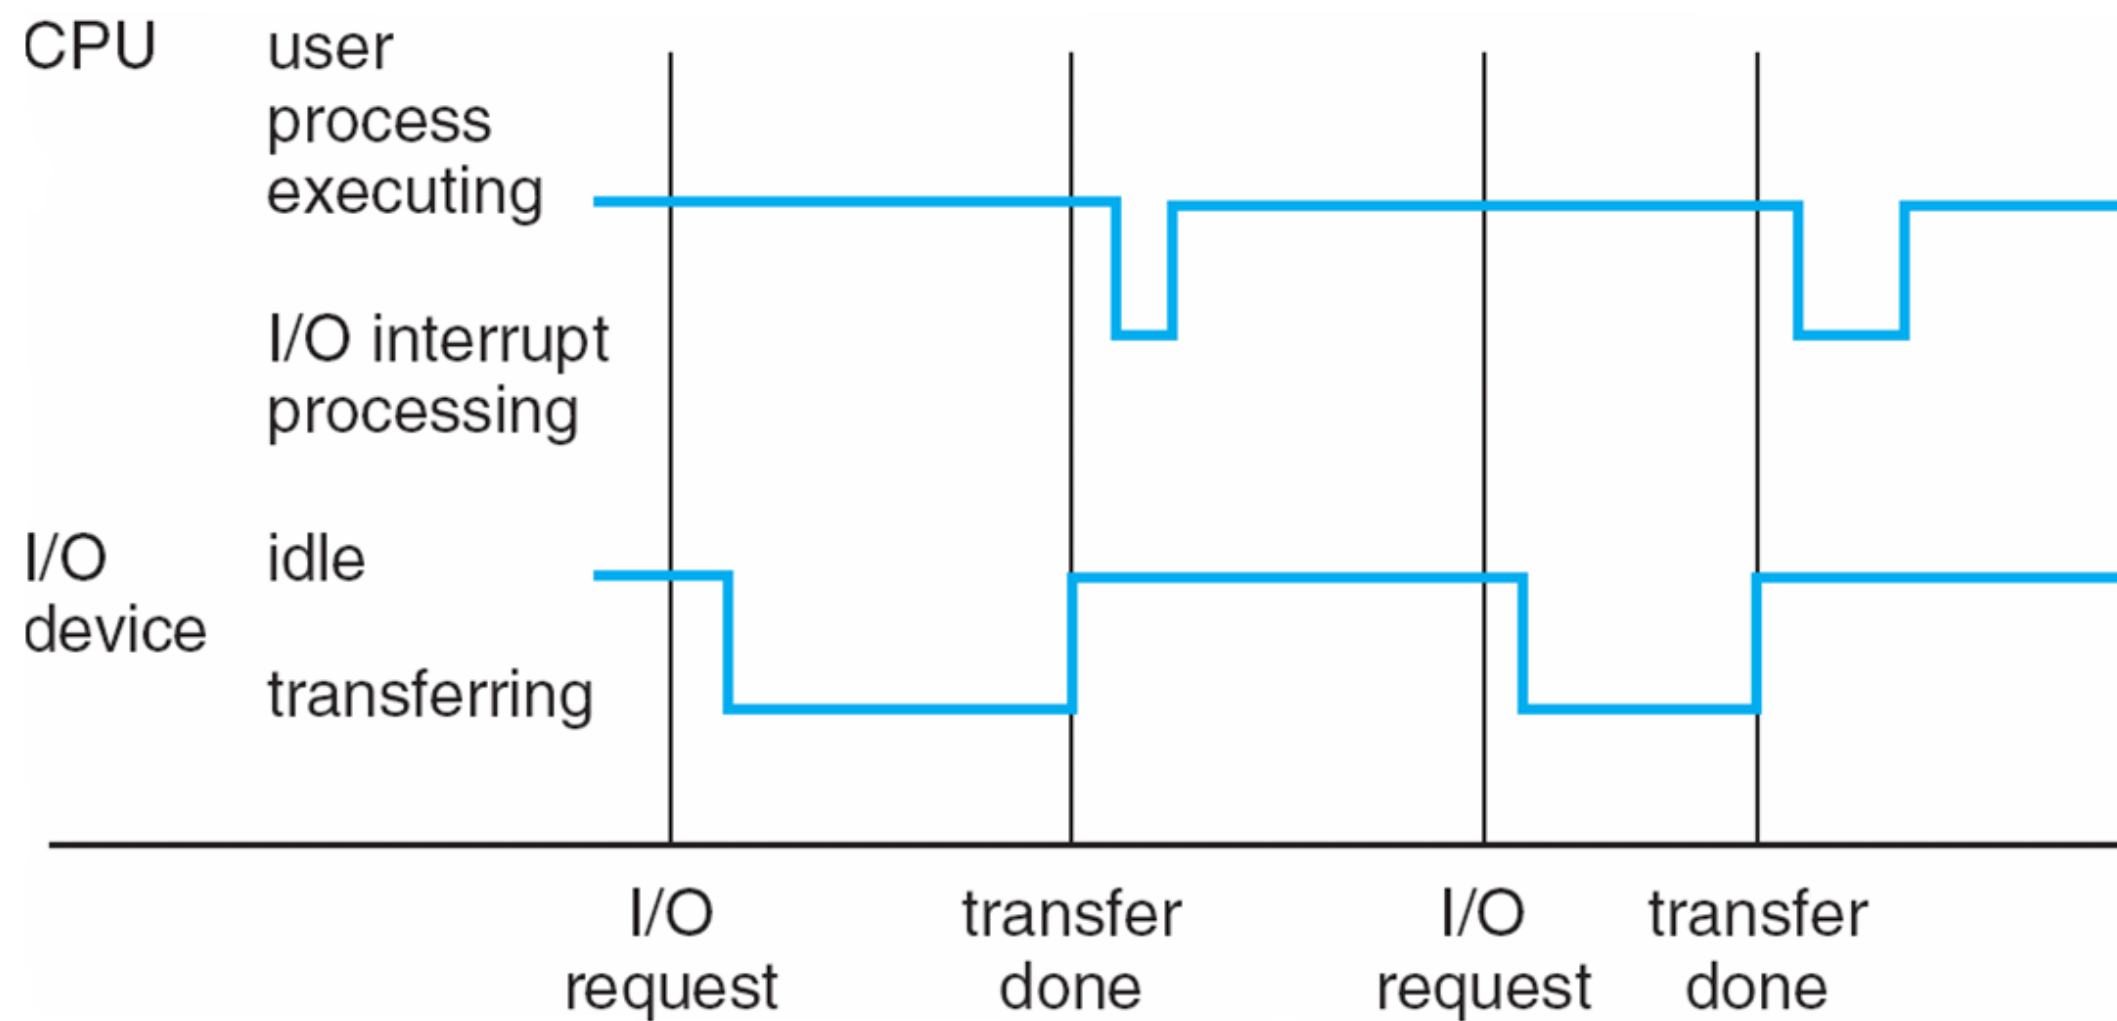 CPU user
process
executing
I/O interrupt
processing
I/O idle
device
transferring
I/O transfer I/O transfer
request done request done